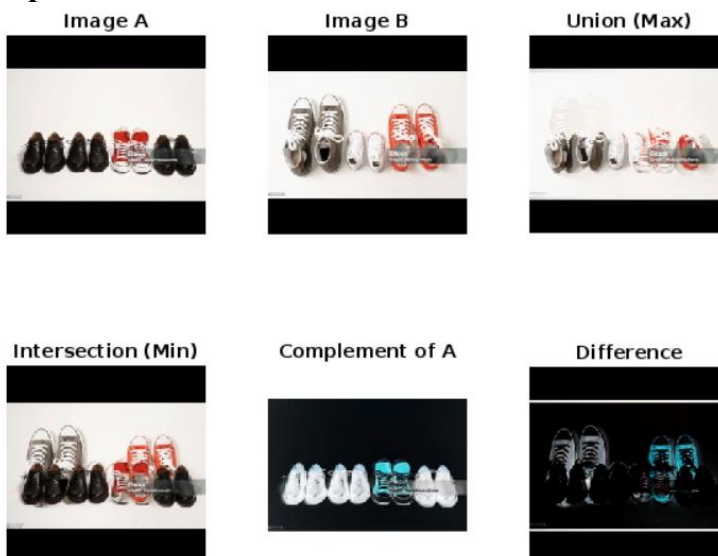 Image A
Image B
Union (Max)
Intersection (Min)
Complement of A
Difference